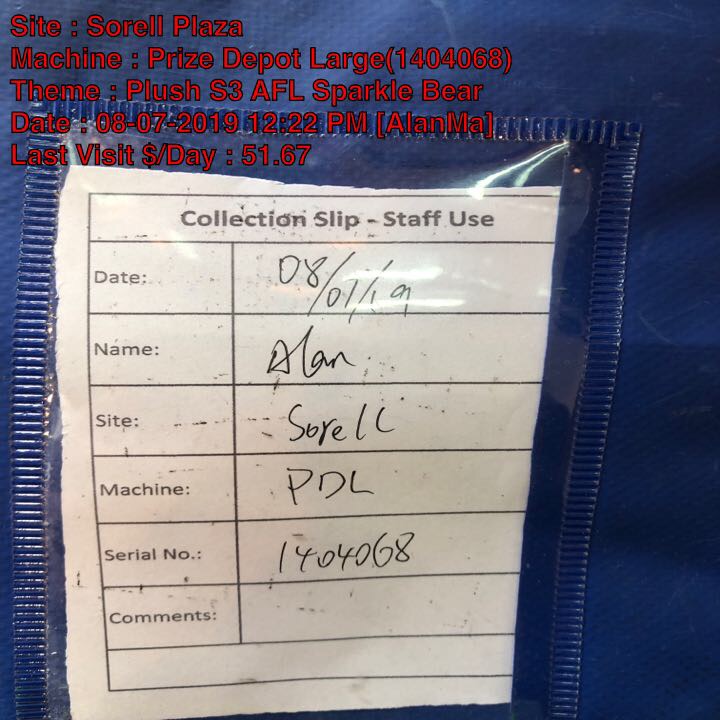 Site : Sorell Plaza
Machine : Prize Depot Large(1404068)
Theme : Plush S3 AFL Sparkle Bear
Date : 08-07-2019 12:22 PM [AlanMa]
Last Visit $/Day : 51.67
Collection Slip - Staff Use
Date: 08/07/19
Name: Alan
Site: Sorell
Machine: PDL
Serial No.: 1404068
Comments: